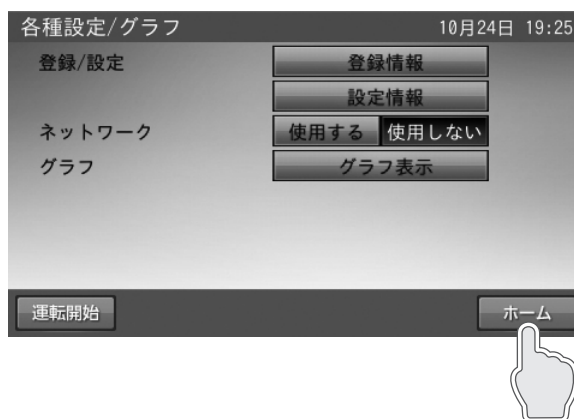 各種設定/グラフ 10月24日 19:25
登録/設定 登録情報
設定情報
ネットワーク 使用する 使用しない
グラフ グラフ表示
運転開始 ホーム